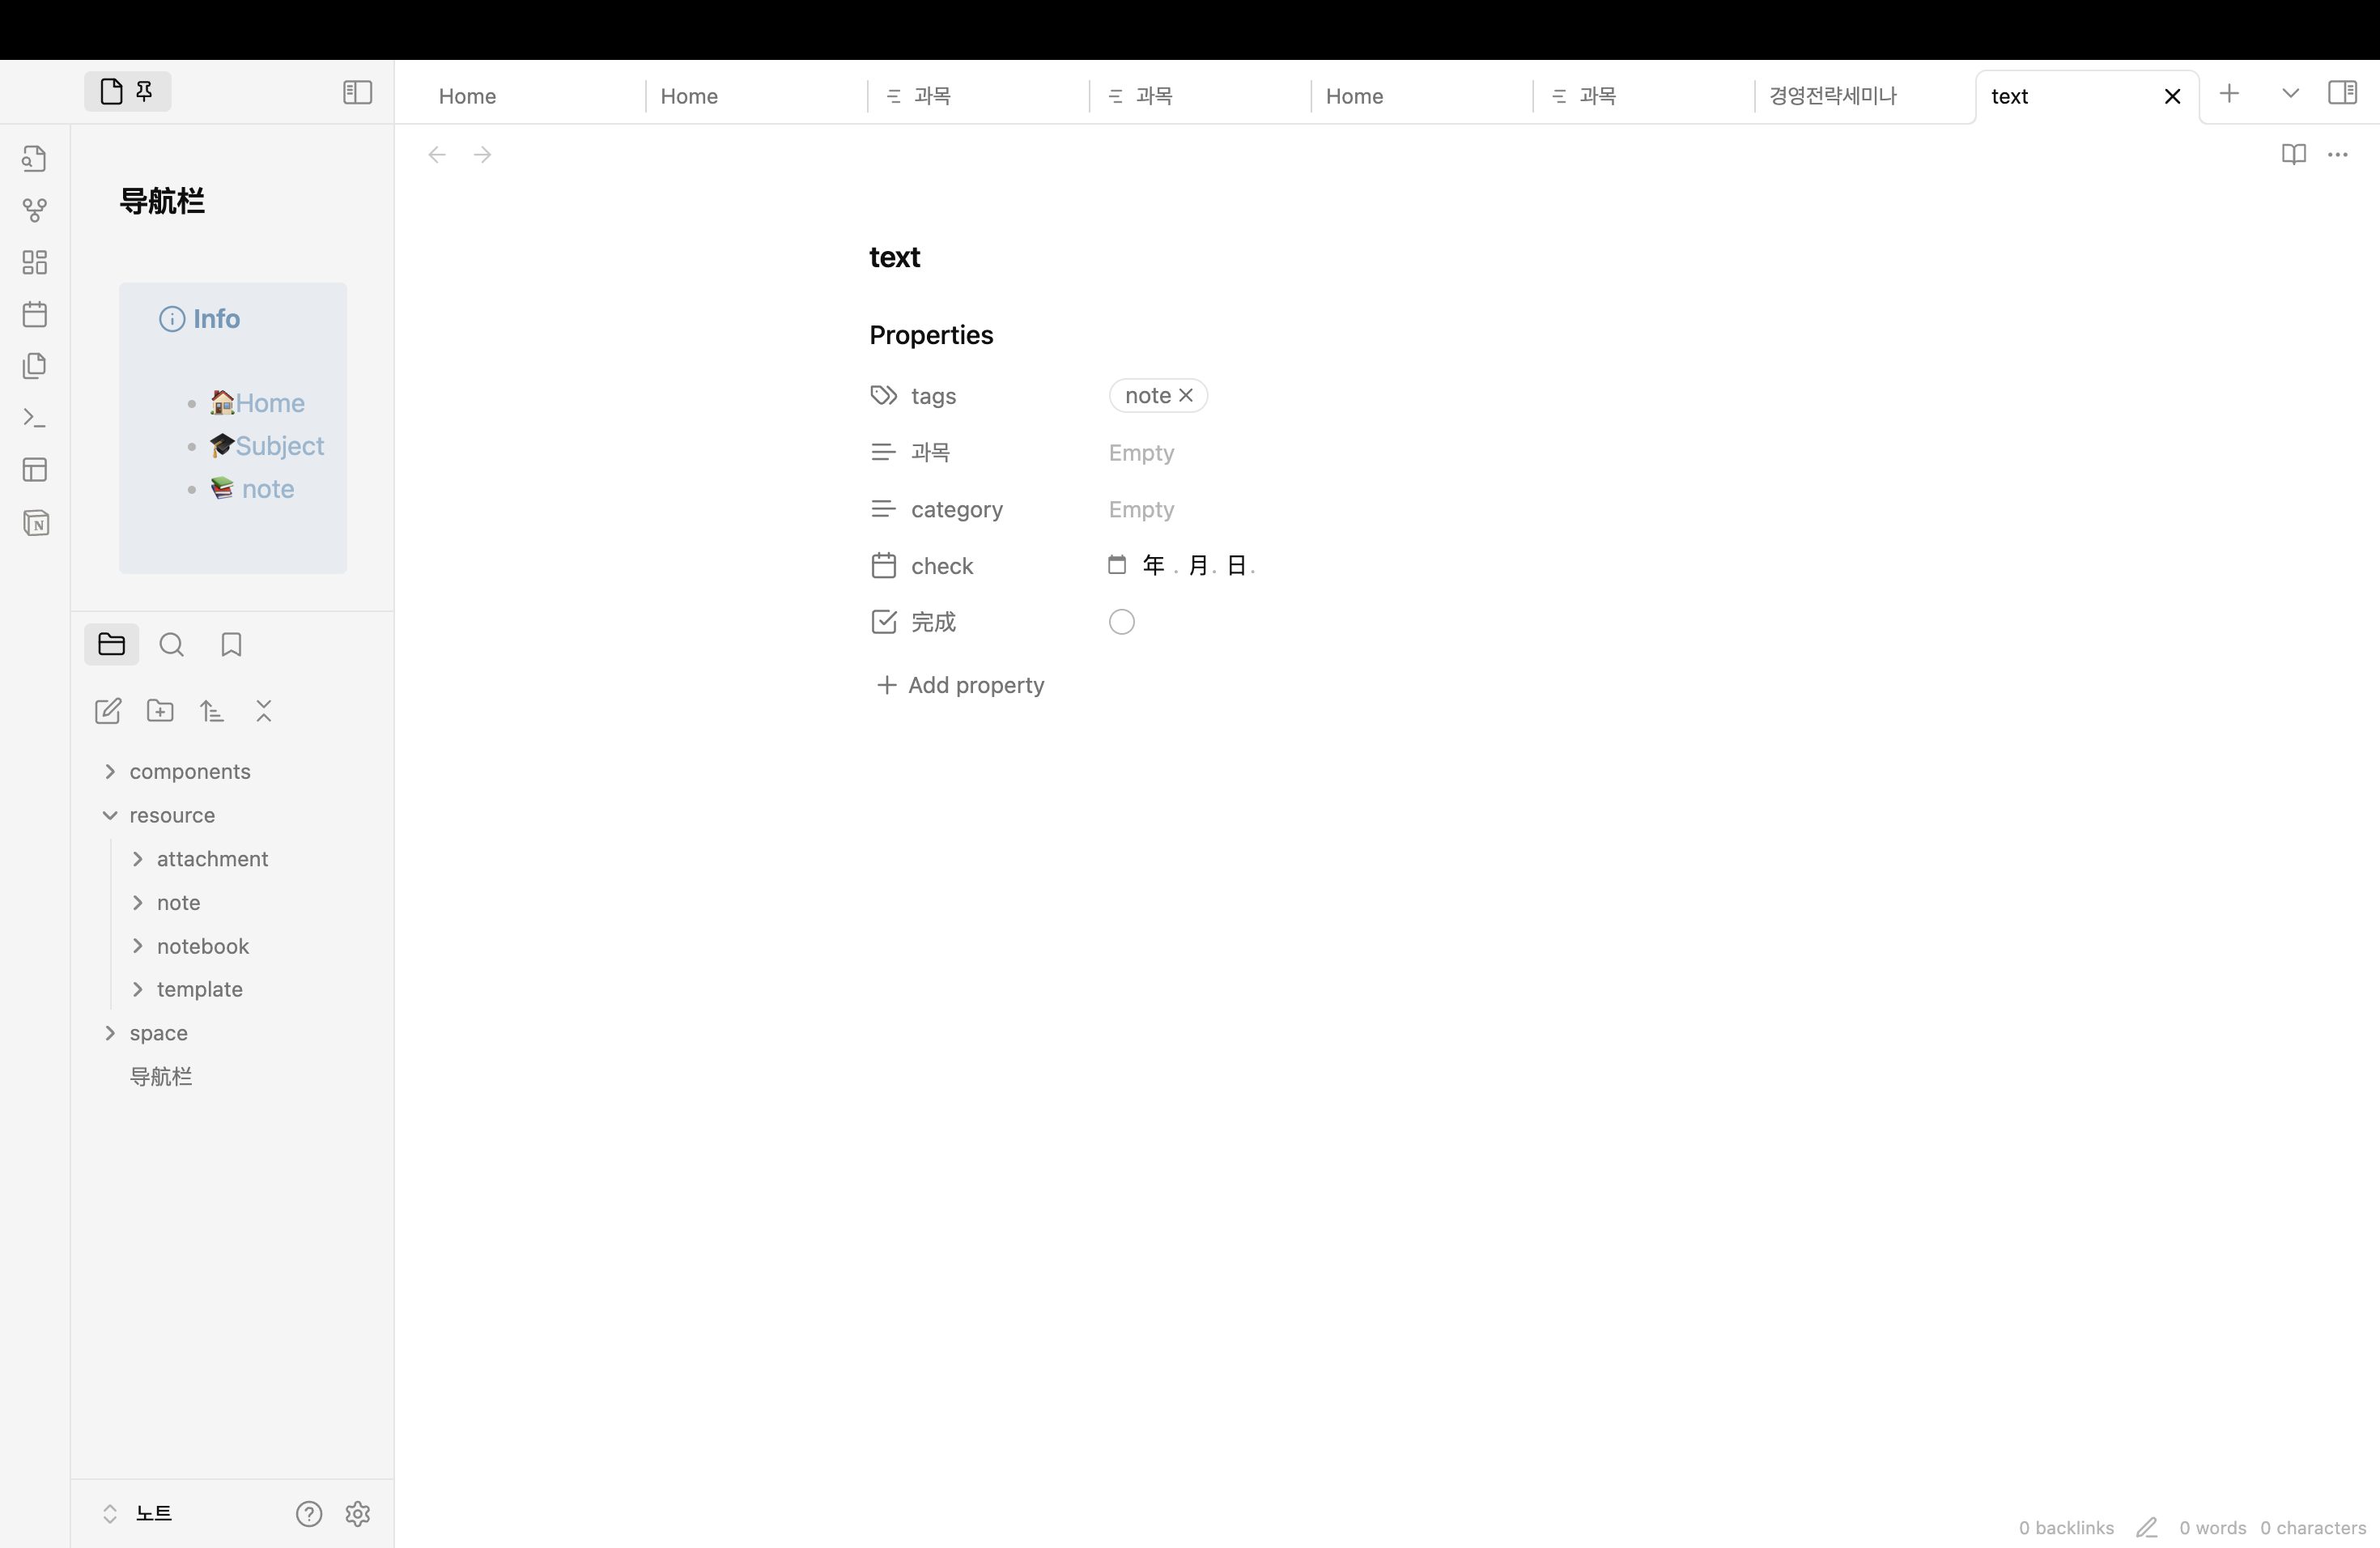 Home
Home
과목
과목
Home
과목
경영전략세미나
text
导航栏
Info
🏠Home
🎓Subject
📚 note
text
Properties
tags note
과목 Empty
category Empty
check 年 . 月. 日.
完成
Add property
components
resource
attachment
note
notebook
template
space
导航栏
노트
0 backlinks 0 words 0 characters